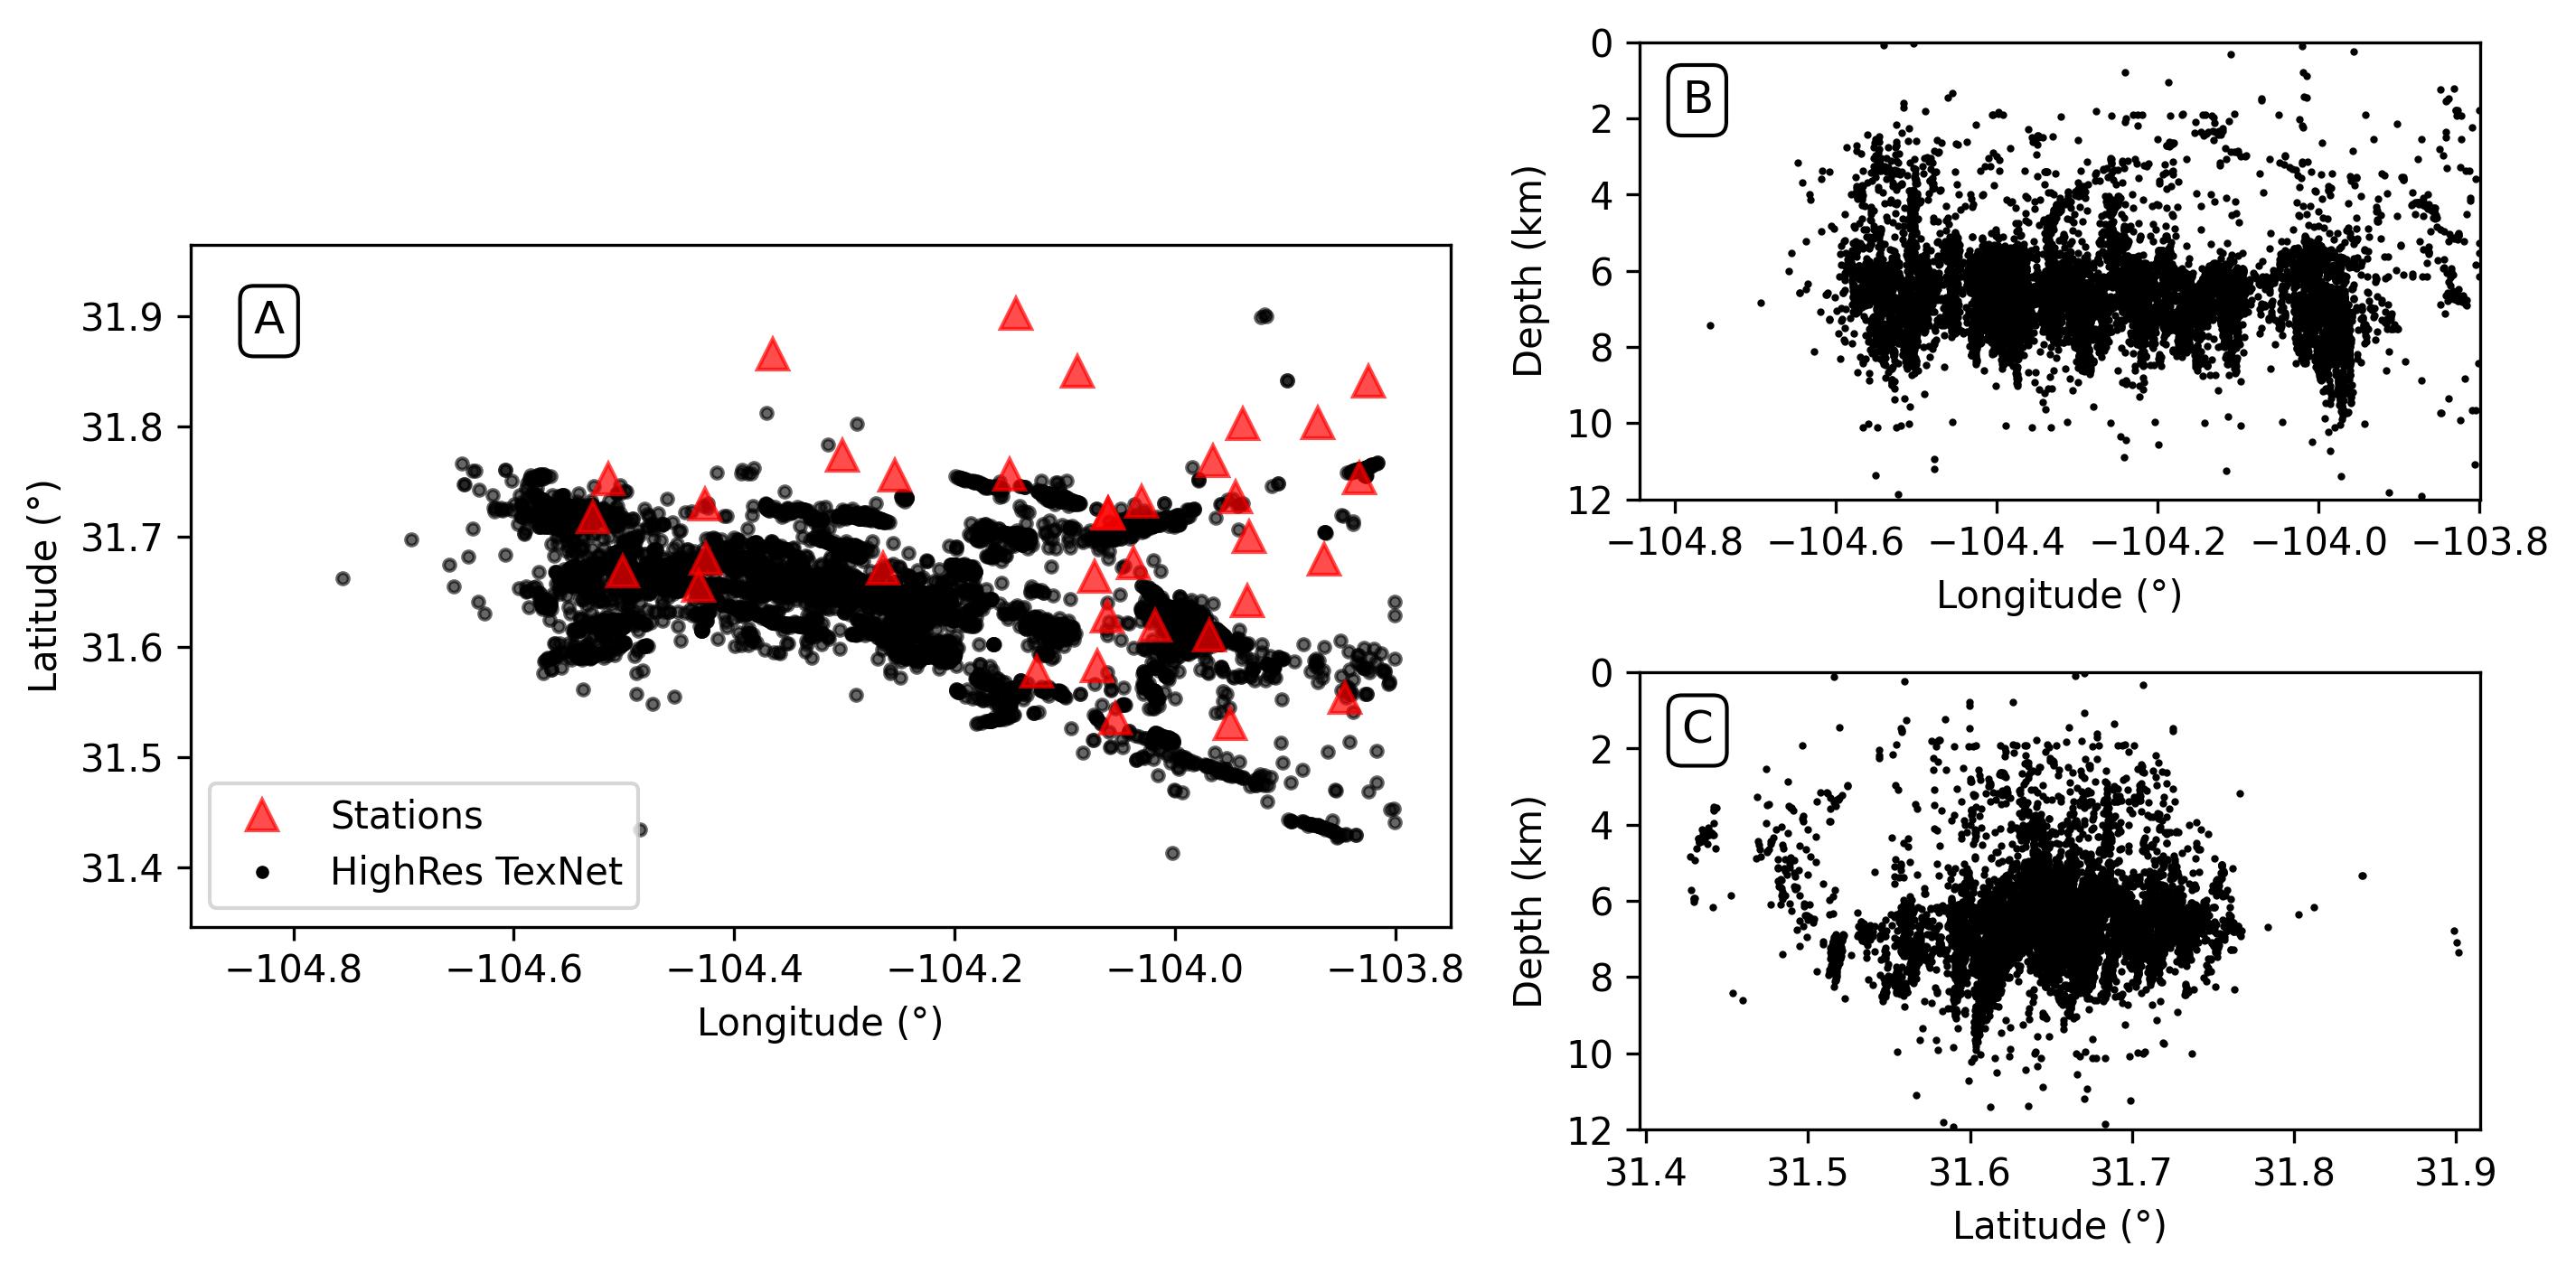 A
31.9
31.8
31.7
31.6
31.5
31.4
Latitude (°)
Stations
HighRes TexNet
−104.8 −104.6 −104.4 −104.2 −104.0 −103.8
Longitude (°)
B
0
2
4
6
8
10
12
Depth (km)
−104.8 −104.6 −104.4 −104.2 −104.0 −103.8
Longitude (°)
C
0
2
4
6
8
10
12
Depth (km)
31.4 31.5 31.6 31.7 31.8 31.9
Latitude (°)